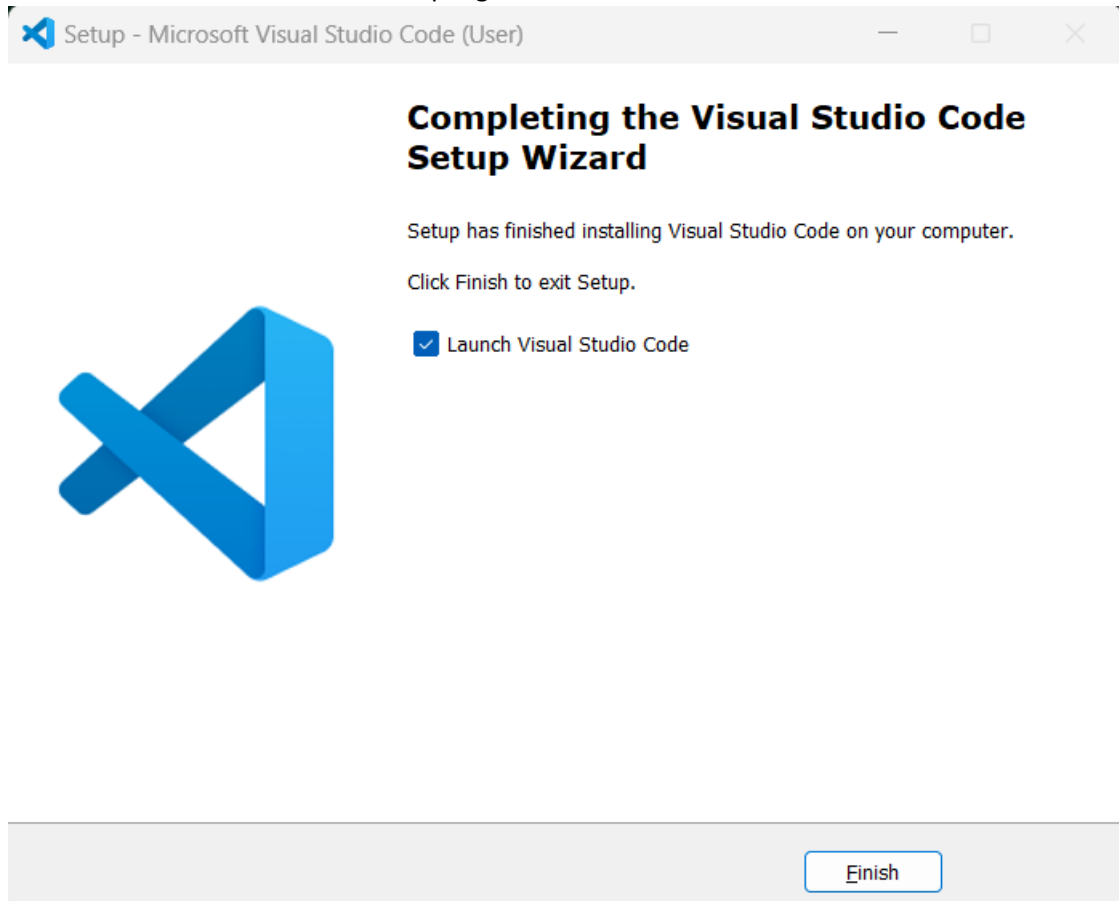 Setup - Microsoft Visual Studio Code (User)
Completing the Visual Studio Code
Setup Wizard
Setup has finished installing Visual Studio Code on your computer.
Click Finish to exit Setup.
Launch Visual Studio Code
Finish